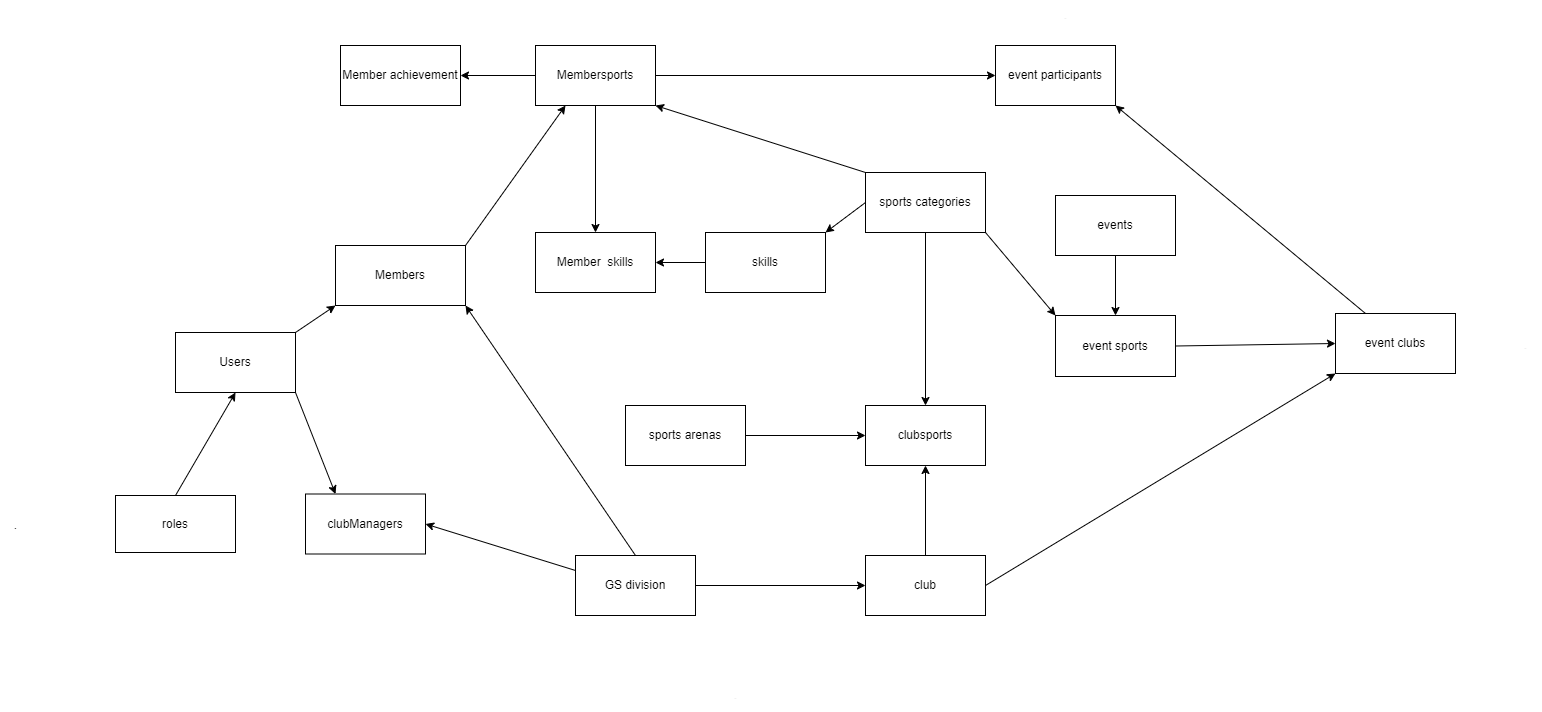 Member achievement
Membersports
event participants
sports categories
events
Member  skills
skills
Members
event sports
event clubs
Users
sports arenas
clubsports
roles
clubManagers
GS division
club